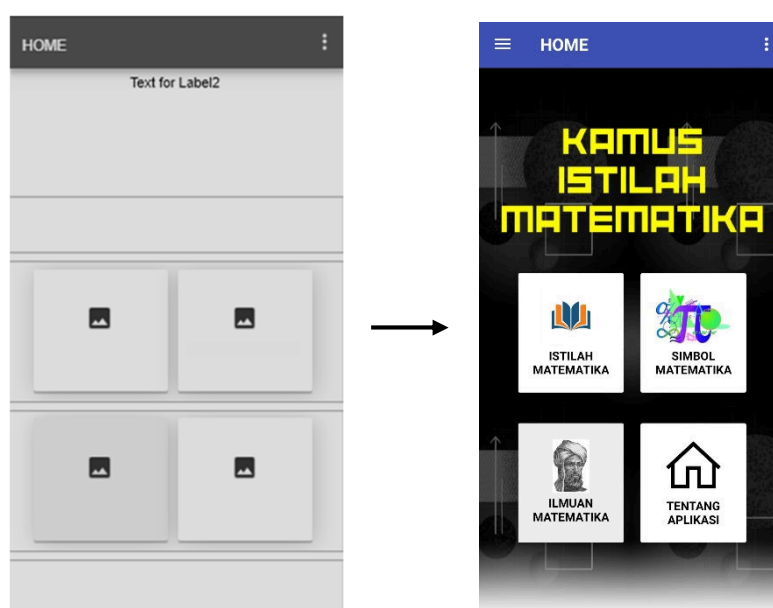 HOME
Text for Label2
HOME
KAMUS
ISTILAH
MATEMATIKA
ISTILAH
MATEMATIKA
SIMBOL
MATEMATIKA
ILMUAN
MATEMATIKA
TENTANG
APLIKASI